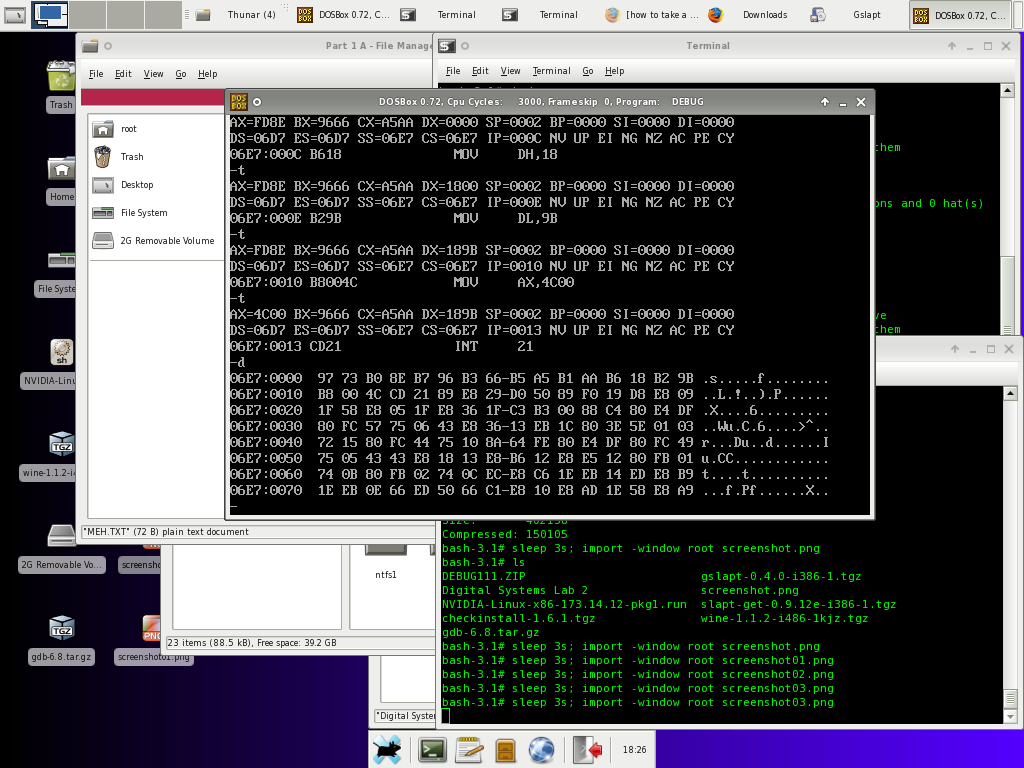 Thunar (4)
DOSBox 0.72, C...
Terminal
Terminal
[how to take a ...
Downloads
Gslapt
DOSBox 0.72, C...
Part 1 A - File Manag
File Edit View Go Help
root
Trash
Desktop
File System
2G Removable Volume
"MEH.TXT" (72 B) plain text document
Trash
Home
File Syste
NVIDIA-Linu
wine-1.1.2-i4
2G Removable Vo...
screensho
gdb-6.8.tar.gz
screenshot01.png
Terminal
File Edit View Terminal Go Help
hem
ons and 0 hat(s)
ve
them
DOSBox 0.72, Cpu Cycles: 3000, Frameskip 0, Program: DEBUG
AX=FD8E BX=9666 CX=A5AA DX=0000 SP=0002 BP=0000 SI=0000 DI=0000
DS=06D7 ES=06D7 SS=06E7 CS=06E7 IP=000C NV UP EI NG NZ AC PE CY
06E7:000C B618 MOV DH,18
-t
AX=FD8E BX=9666 CX=A5AA DX=1800 SP=0002 BP=0000 SI=0000 DI=0000
DS=06D7 ES=06D7 SS=06E7 CS=06E7 IP=000E NV UP EI NG NZ AC PE CY
06E7:000E B29B MOV DL,9B
-t
AX=FD8E BX=9666 CX=A5AA DX=189B SP=0002 BP=0000 SI=0000 DI=0000
DS=06D7 ES=06D7 SS=06E7 CS=06E7 IP=0010 NV UP EI NG NZ AC PE CY
06E7:0010 B8004C MOV AX,4C00
-t
AX=4C00 BX=9666 CX=A5AA DX=189B SP=0002 BP=0000 SI=0000 DI=0000
DS=06D7 ES=06D7 SS=06E7 CS=06E7 IP=0013 NV UP EI NG NZ AC PE CY
06E7:0013 CD21 INT 21
-d
06E7:0000 97 73 B0 8E B7 96 B3 66-B5 A5 B1 AA B6 18 B2 9B .s.....f........
06E7:0010 B8 00 4C CD 21 89 E8 29-D0 50 89 F0 19 D8 E8 09 ..L.!..).P......
06E7:0020 1F 58 E8 05 1F E8 36 1F-C3 B3 00 88 C4 80 E4 DF .X....6.........
06E7:0030 80 FC 57 75 06 43 E8 36-13 EB 1C 80 3E 5E 01 03 ..Wu.C.6....>^..
06E7:0040 72 15 80 FC 44 75 10 8A-64 FE 80 E4 DF 80 FC 49 r...Du..d......I
06E7:0050 75 05 43 43 E8 18 13 E8-B6 12 E8 E5 12 80 FB 01 u.CC............
06E7:0060 74 0B 80 FB 02 74 0C EC-E8 C6 1E EB 14 ED E8 B9 t....t..........
06E7:0070 1E EB 0E 66 ED 50 66 C1-E8 10 E8 AD 1E 58 E8 A9 ...f.Pf......X..
-
Compressed: 150105
bash-3.1# sleep 3s; import -window root screenshot.png
bash-3.1# ls
DEBUG111.ZIP gslapt-0.4.0-i386-1.tgz
Digital Systems Lab 2 screenshot.png
NVIDIA-Linux-x86-173.14.12-pkg1.run slapt-get-0.9.12e-i386-1.tgz
checkinstall-1.6.1.tgz wine-1.1.2-i486-1kjz.tgz
gdb-6.8.tar.gz
bash-3.1# sleep 3s; import -window root screenshot.png
bash-3.1# sleep 3s; import -window root screenshot01.png
bash-3.1# sleep 3s; import -window root screenshot02.png
bash-3.1# sleep 3s; import -window root screenshot03.png
bash-3.1# sleep 3s; import -window root screenshot03.png
ntfs1
23 items (88.5 kB), Free space: 39.2 GB
"Digital Syste
18:26